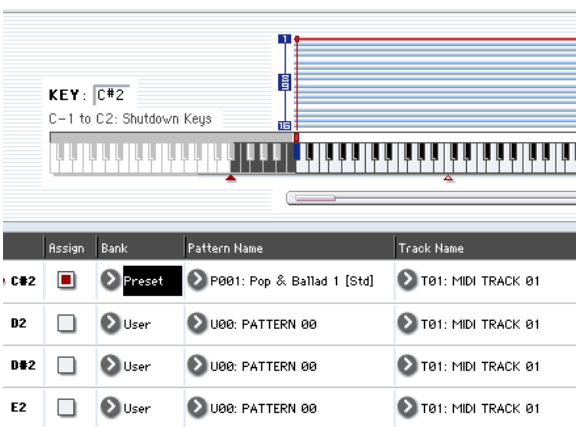 1
KEY: C#2
C-1 to C2: Shutdown Keys
16
Assign Bank Pattern Name Track Name
C#2 Preset P001: Pop & Ballad 1 [Std] T01: MIDI TRACK 01
D2 User U00: PATTERN 00 T01: MIDI TRACK 01
D#2 User U00: PATTERN 00 T01: MIDI TRACK 01
E2 User U00: PATTERN 00 T01: MIDI TRACK 01